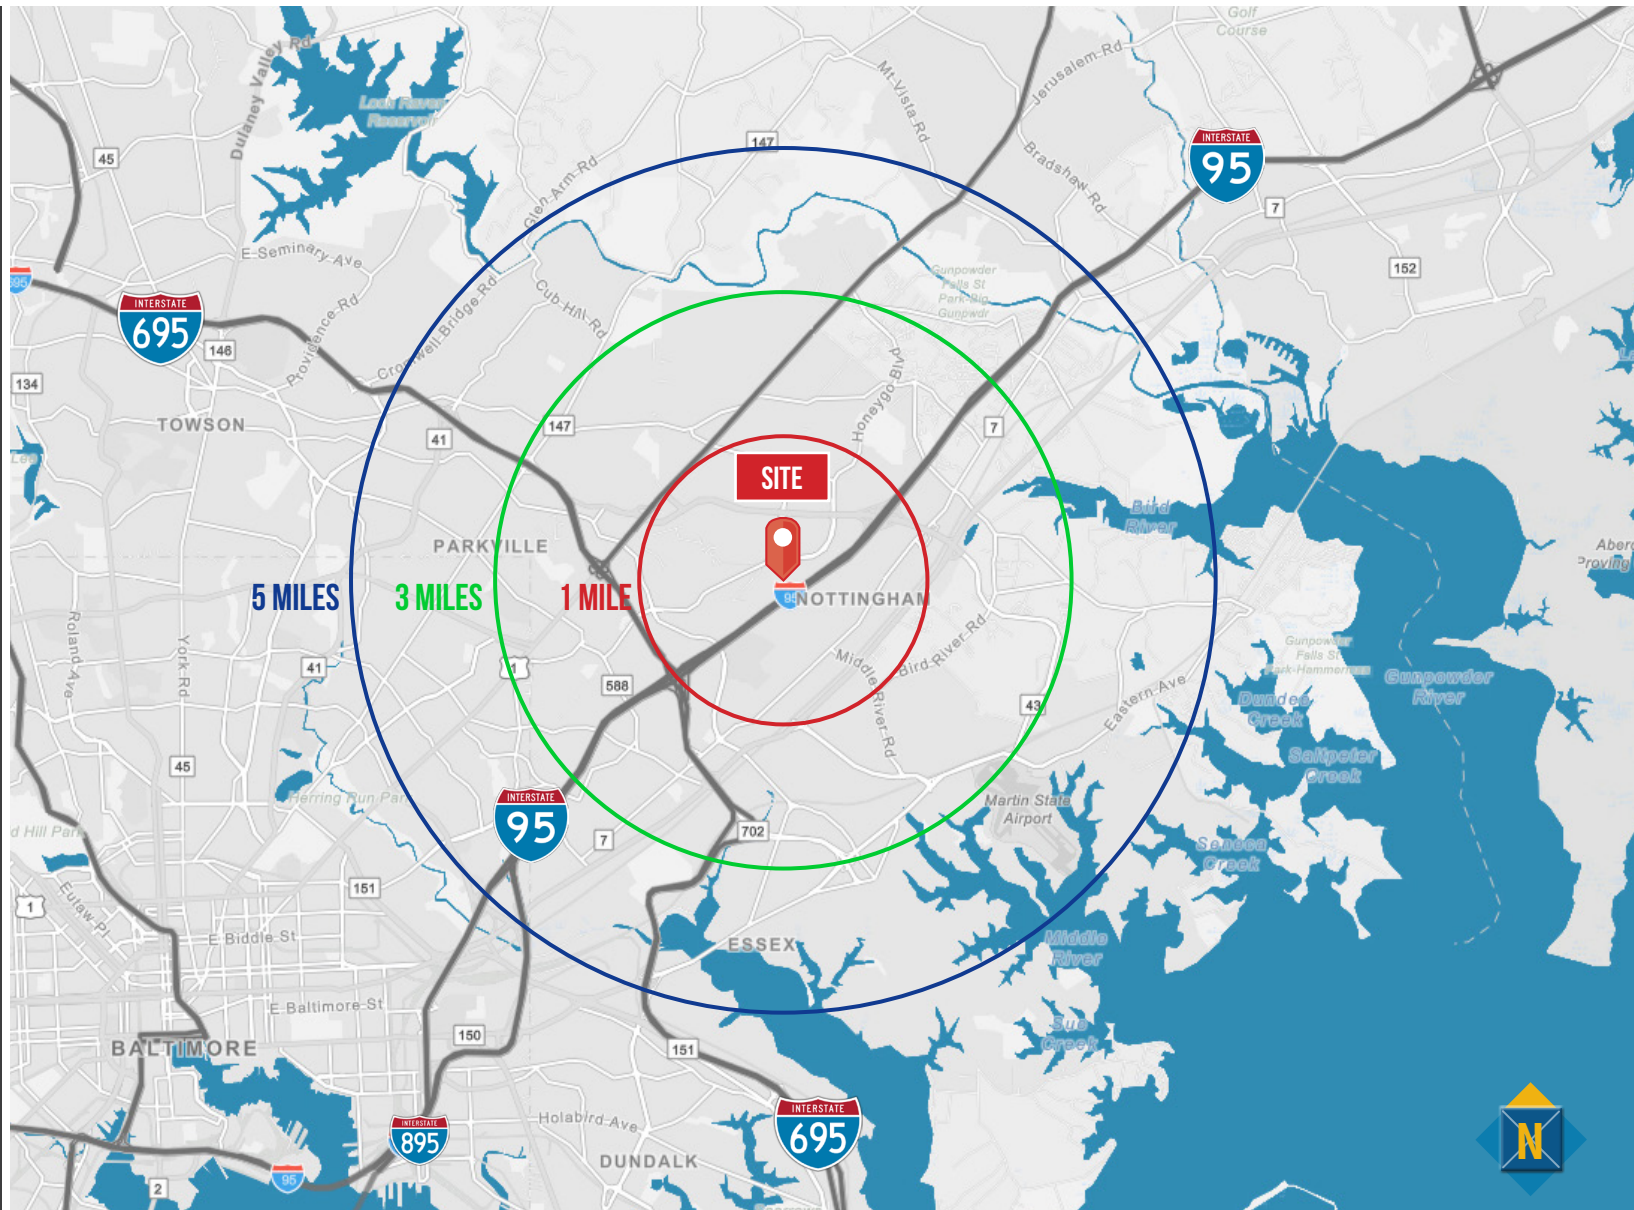 Golf
Course
Dulaney Valley Rd
Mt Vista Rd
Jerusalem Rd
Loch Raven
Reservoir
147
INTERSTATE
95
45
Bradshaw Rd
Glen Arm Rd
7
E Seminary Ave
152
695
Gunpowder
Falls St
Park-Big
Gunpwdr
INTERSTATE
695
Cub Hill Rd
Providence Rd
Cromwell Bridge Rd
146
134
Honeygo Blvd
TOWSON
147
41
7
SITE
Bird
River
PARKVILLE
5 MILES
3 MILES
1 MILE
95
NOTTINGHAM
Roland Ave
York Rd
41
1
588
Middle River Rd
Bird River Rd
Gunpowder
Falls St
Park-Hammerman
Gunpowder
River
43
Eastern Ave
Dundee
Creek
45
Saltpeter
Creek
Herring Run Park
INTERSTATE
95
Martin State
Airport
d Hill Park
7
702
Seneca
Creek
151
1
Eutaw Pl
E Biddle St
ESSEX
Middle
River
E Baltimore St
150
151
Sue
Creek
BALTIMORE
Holabird Ave
INTERSTATE
895
INTERSTATE
695
N
DUNDALK
95
2